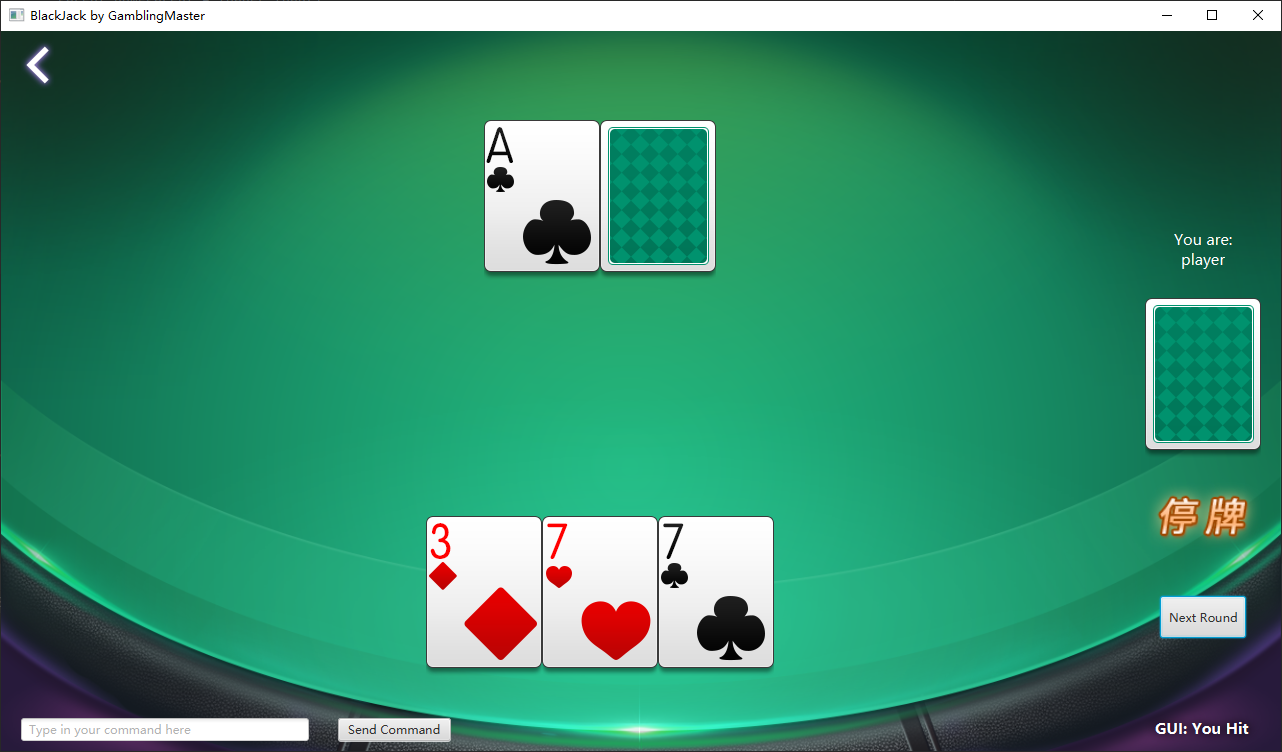 BlackJack by GamblingMaster
A
You are:
player
停牌
3
7
7
Next Round
Type in your command here
Send Command
GUI: You Hit